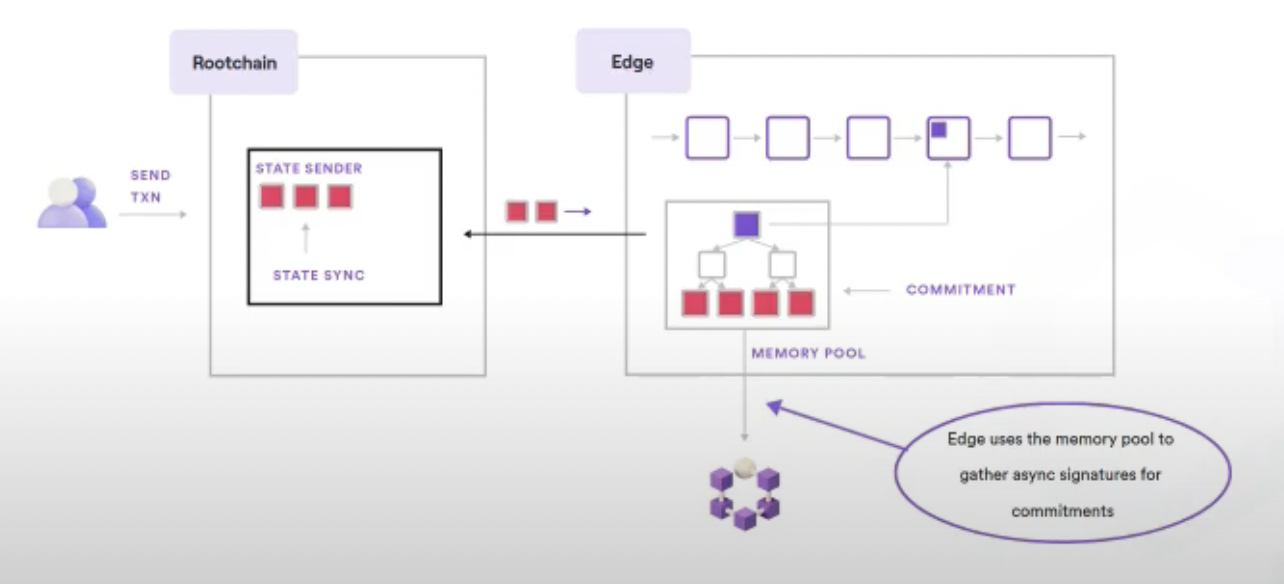 Rootchain
Edge
SEND
TXN
STATE SENDER
STATE SYNC
COMMITMENT
MEMORY POOL
Edge uses the memory pool to
gather async signatures for
commitments